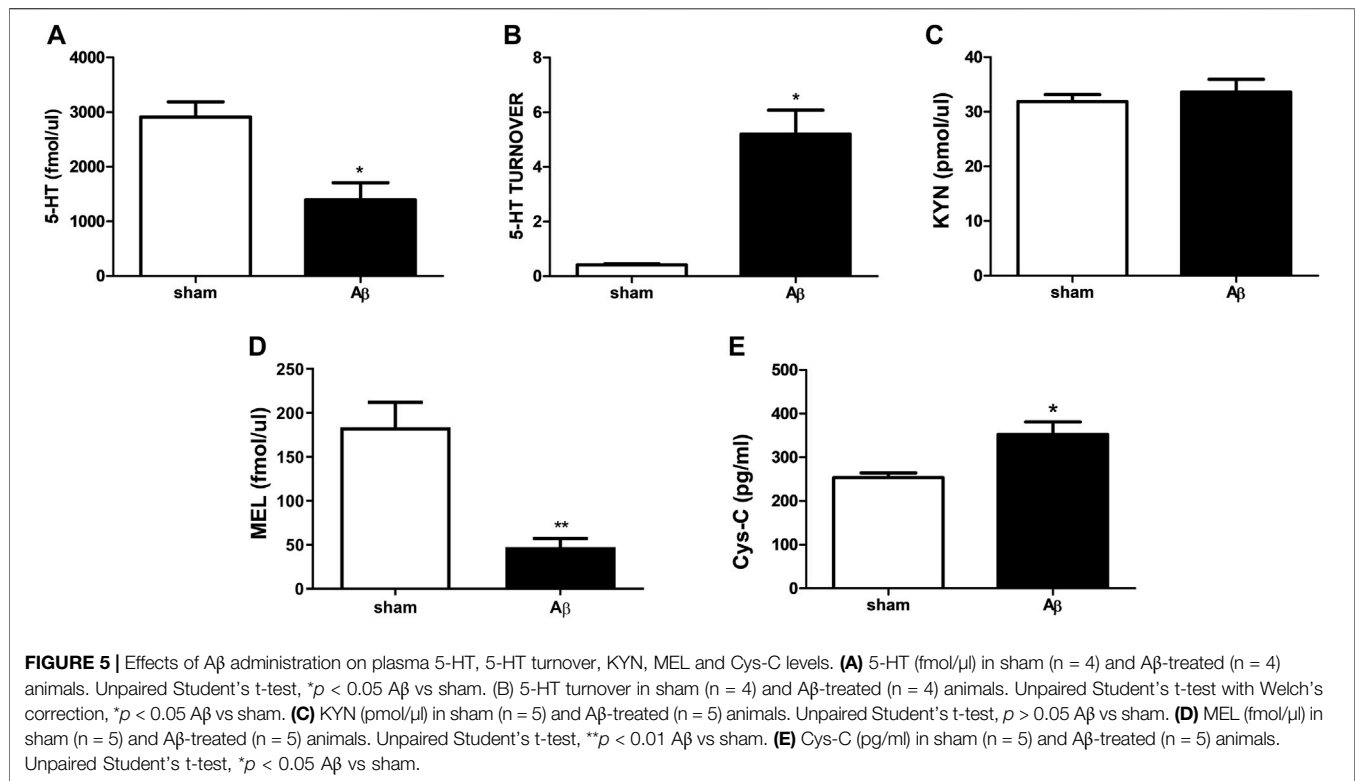 A
5-HT (fmol/ul)
4000
3000
2000
1000
0
*
sham
Aβ
B
5-HT TURNOVER
8
6
4
2
0
*
sham
Aβ
C
KYN (pmol/ul)
40
30
20
10
0
sham
Aβ
D
MEL (fmol/ul)
250
200
150
100
50
0
**
sham
Aβ
E
Cys-C (pg/ml)
500
400
300
200
100
0
*
sham
Aβ
FIGURE 5 | Effects of Aβ administration on plasma 5-HT, 5-HT turnover, KYN, MEL and Cys-C levels. (A) 5-HT (fmol/µl) in sham (n = 4) and Aβ-treated (n = 4)
animals. Unpaired Student's t-test, *p < 0.05 Aβ vs sham. (B) 5-HT turnover in sham (n = 4) and Aβ-treated (n = 4) animals. Unpaired Student's t-test with Welch's
correction, *p < 0.05 Aβ vs sham. (C) KYN (pmol/µl) in sham (n = 5) and Aβ-treated (n = 5) animals. Unpaired Student's t-test, p > 0.05 Aβ vs sham. (D) MEL (fmol/µl) in
sham (n = 5) and Aβ-treated (n = 5) animals. Unpaired Student's t-test, **p < 0.01 Aβ vs sham. (E) Cys-C (pg/ml) in sham (n = 5) and Aβ-treated (n = 5) animals.
Unpaired Student's t-test, *p < 0.05 Aβ vs sham.